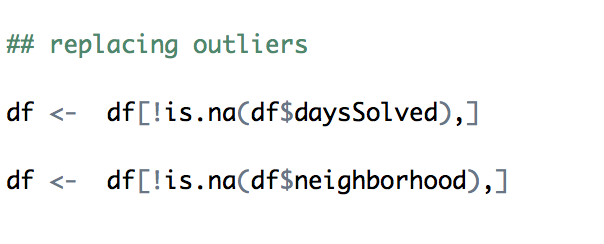 ## replacing outliers
df <-  df[!is.na(df$daysSolved),]
df <-  df[!is.na(df$neighborhood),]